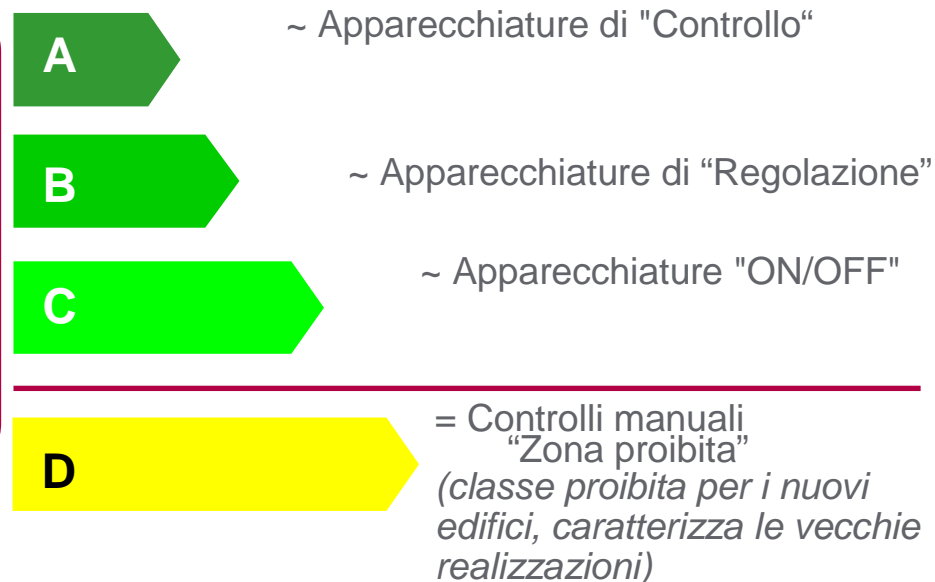 A
~ Apparecchiature di "Controllo“
B
~ Apparecchiature di “Regolazione”
C
~ Apparecchiature "ON/OFF"
D
= Controlli manuali
“Zona proibita”
(classe proibita per i nuovi
edifici, caratterizza le vecchie
realizzazioni)